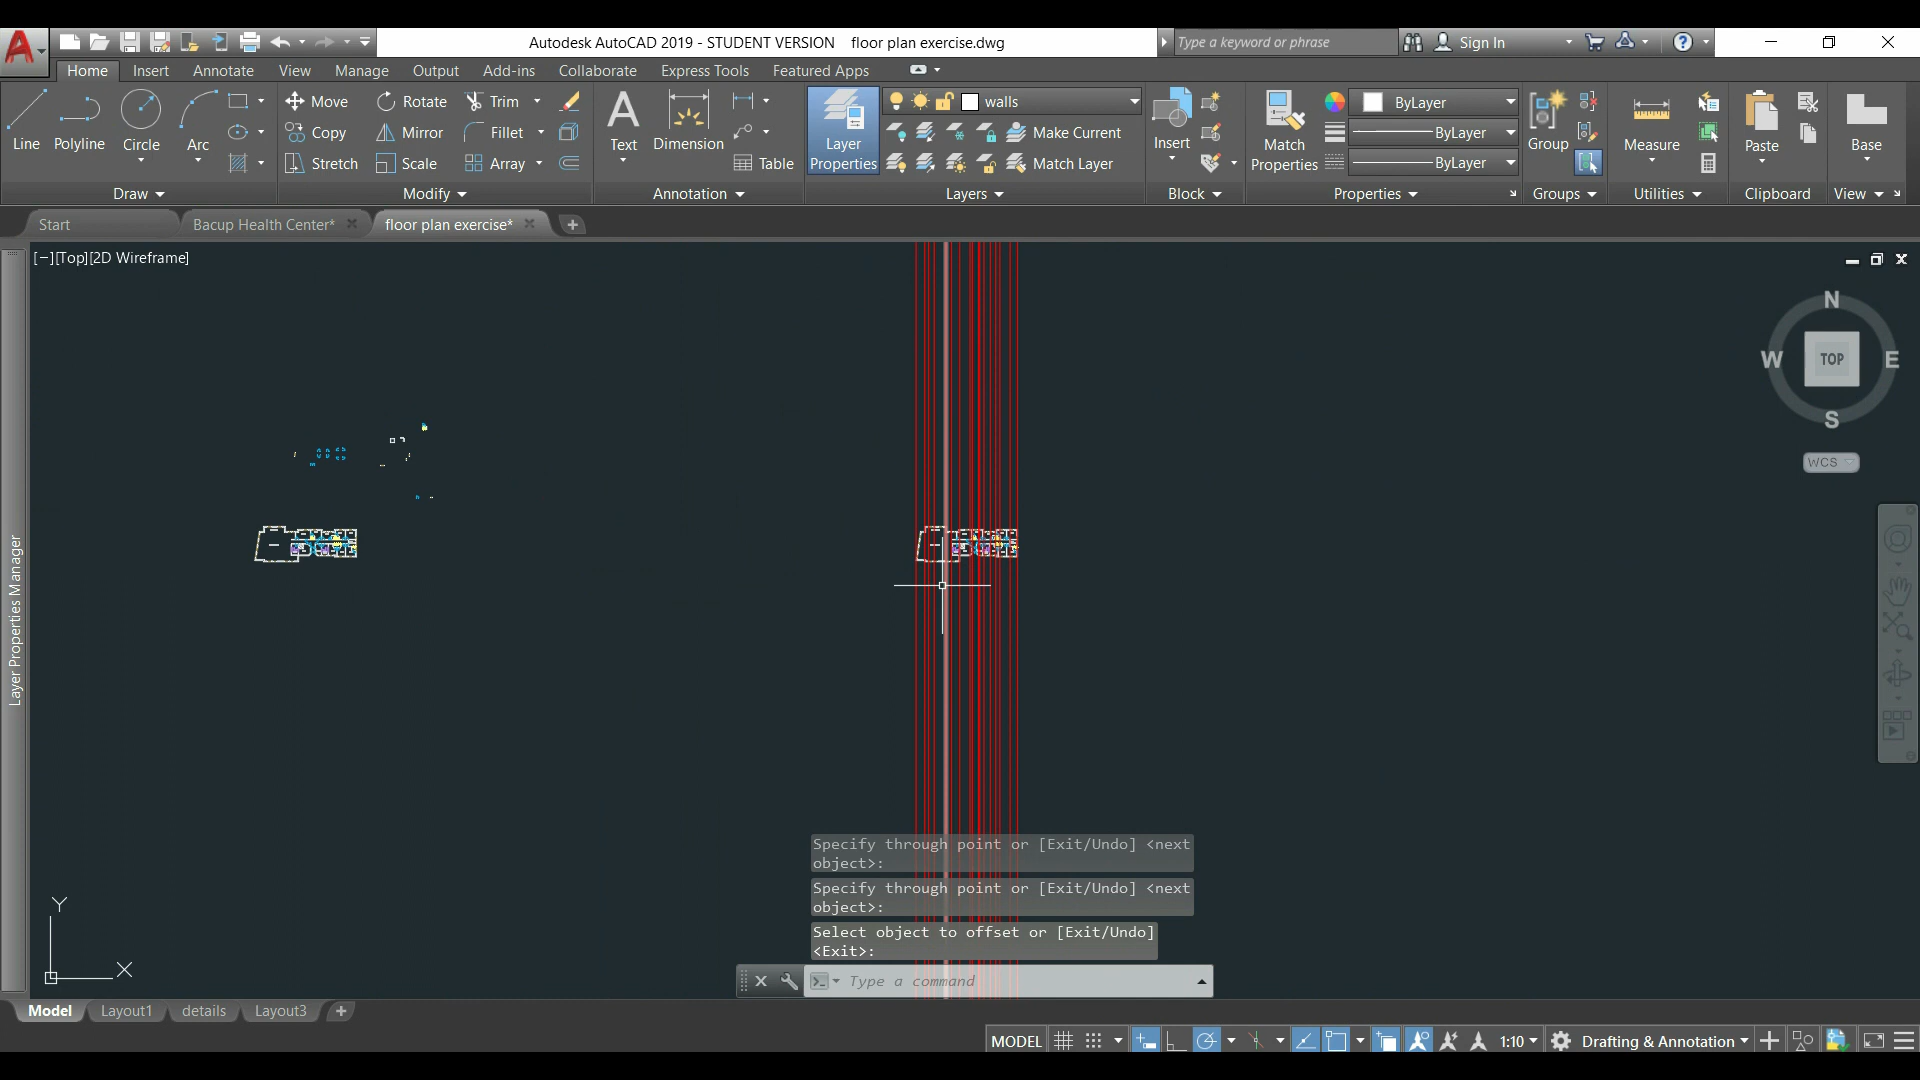 Autodesk AutoCAD 2019 - STUDENT VERSION    floor plan exercise.dwg
Type a keyword or phrase
Sign In
Home Insert Annotate View Manage Output Add-ins Collaborate Express Tools Featured Apps
Line Polyline Circle Arc
Move Rotate Trim
Copy Mirror Fillet
Stretch Scale Array
Text Dimension Table
Layer Properties
walls
Make Current
Match Layer
Insert
Match Properties
ByLayer
ByLayer
ByLayer
Group Measure Paste Base
Draw Modify Annotation Layers Block Properties Groups Utilities Clipboard View
Start Bacup Health Center* floor plan exercise*
[−][Top][2D Wireframe]
N
W TOP E
S
WCS
Layer Properties Manager
Specify through point or [Exit/Undo] <next
object>:
Specify through point or [Exit/Undo] <next
object>:
Select object to offset or [Exit/Undo]
<Exit>:
Type a command
Y
X
Model Layout1 details Layout3
MODEL 1:10 Drafting & Annotation